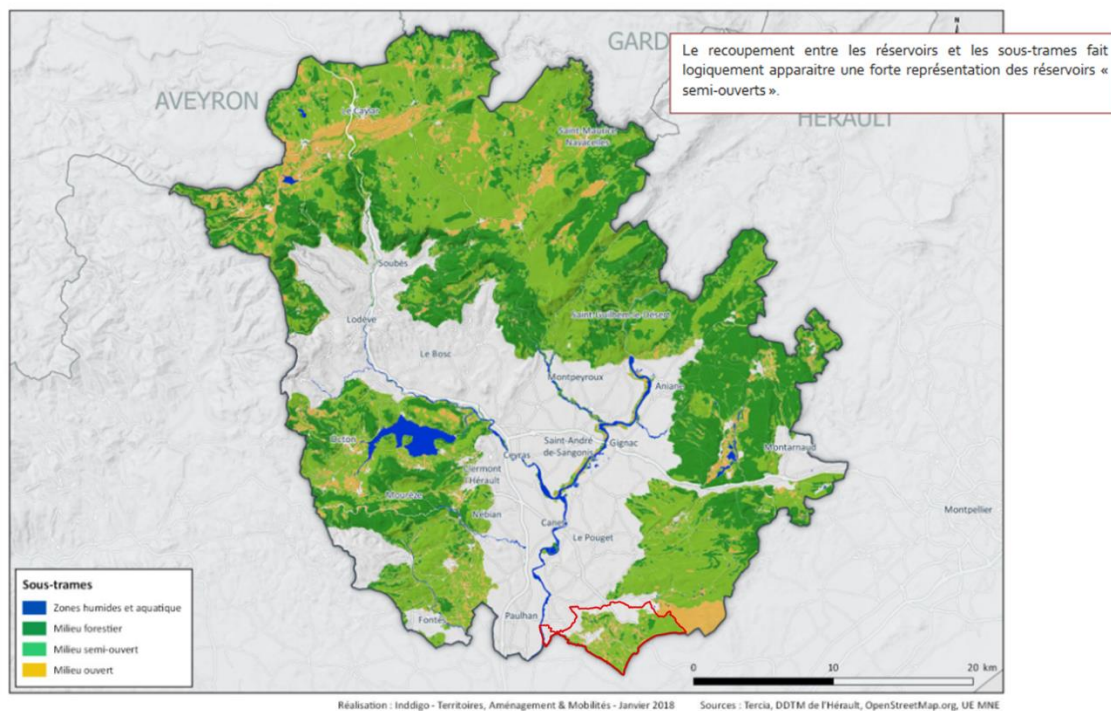 GARD
Le recoupement entre les réservoirs et les sous-trames fait
logiquement apparaitre une forte représentation des réservoirs «
semi-ouverts ».
N
AVEYRON
HÉRAULT
Le Caylar
Saint-Maurice
Navacelles
Soubès
Saint-Guilhem-le-Désert
Lodève
Le Bosc
Montpeyroux
Aniane
Octon
Saint-André
de-Sangonis
Gignac
Montarnaud
Ceyras
Clermont
l'Hérault
Mourèze
Nébian
Canet
Montpellier
Le Pouget
Fontès
Paulhan
Sous-trames
Zones humides et aquatique
Milieu forestier
Milieu semi-ouvert
Milieu ouvert
0 10 20 km
Réalisation : Inddigo - Territoires, Aménagement & Mobilités - Janvier 2018 Sources : Tercia, DDTM de l'Hérault, OpenStreetMap.org, UE MNE